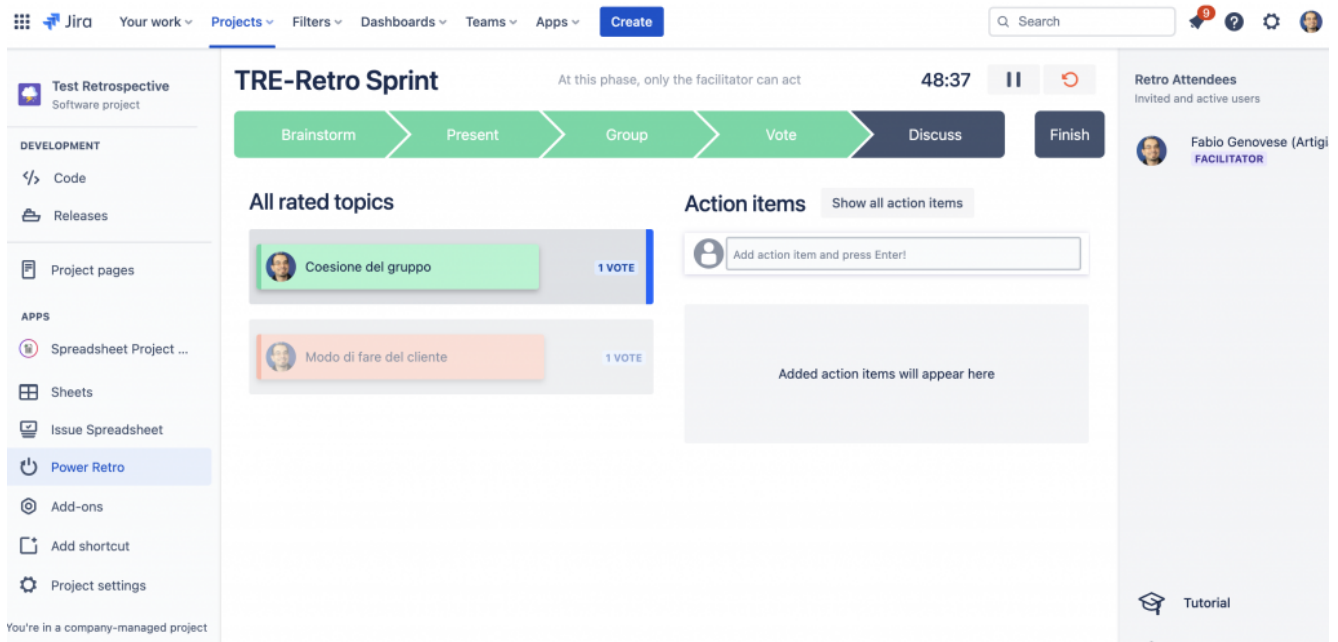 Jira
Your work
Projects
Filters
Dashboards
Teams
Apps
Create
Search
9
Test Retrospective
Software project
DEVELOPMENT
Code
Releases
Project pages
APPS
Spreadsheet Project ...
Sheets
Issue Spreadsheet
Power Retro
Add-ons
Add shortcut
Project settings
You're in a company-managed project
TRE-Retro Sprint
At this phase, only the facilitator can act
48:37
Brainstorm
Present
Group
Vote
Discuss
Finish
All rated topics
Coesione del gruppo
1 VOTE
Modo di fare del cliente
1 VOTE
Action items
Show all action items
Add action item and press Enter!
Added action items will appear here
Retro Attendees
Invited and active users
Fabio Genovese (Artigi
FACILITATOR
Tutorial